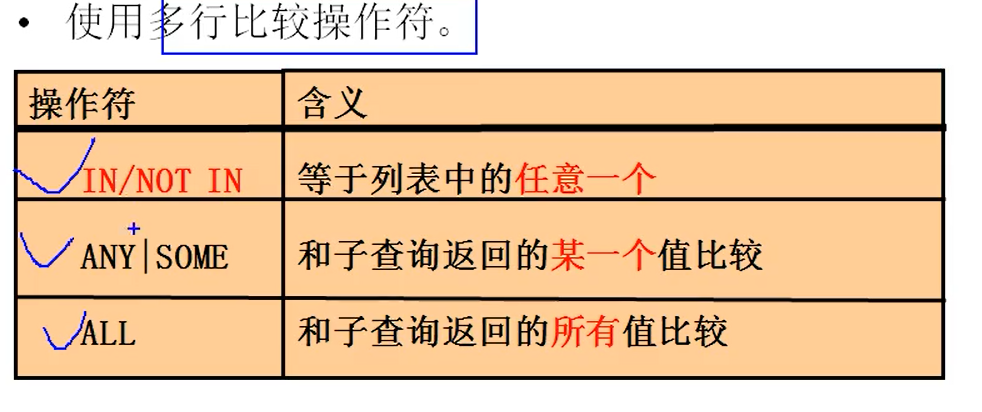 • 使用多行比较操作符。
操作符 含义
IN/NOT IN 等于列表中的任意一个
ANY|SOME 和子查询返回的某一个值比较
ALL 和子查询返回的所有值比较